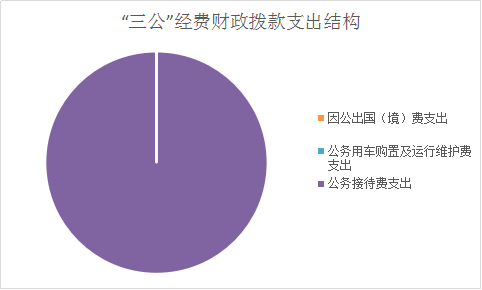 “三公”经费财政拨款支出结构
因公出国（境）费支出
公务用车购置及运行维护费
支出
公务接待费支出